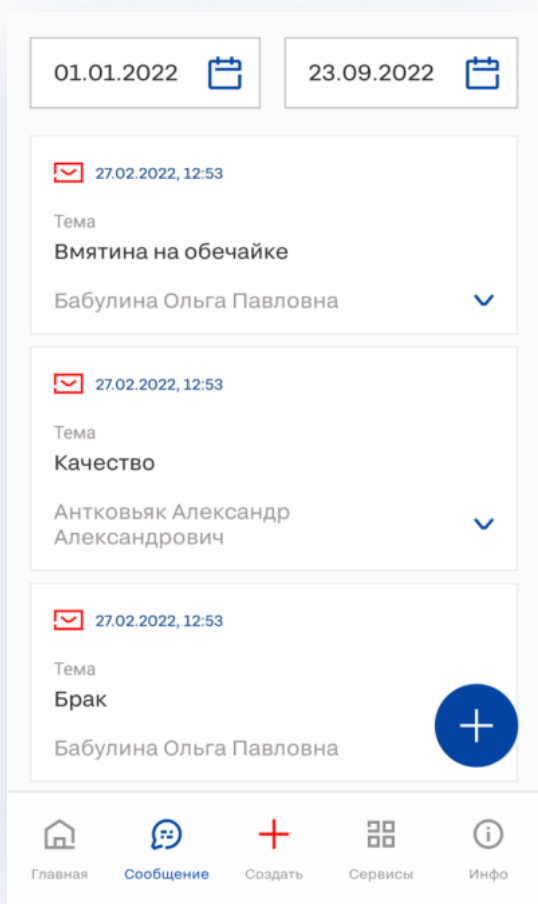 01.01.2022 23.09.2022
27.02.2022, 12:53
Тема
Вмятина на обечайке
Бабулина Ольга Павловна
27.02.2022, 12:53
Тема
Качество
Антковьяк Александр
Александрович
27.02.2022, 12:53
Тема
Брак
Бабулина Ольга Павловна
Главная Сообщение Создать Сервисы Инфо